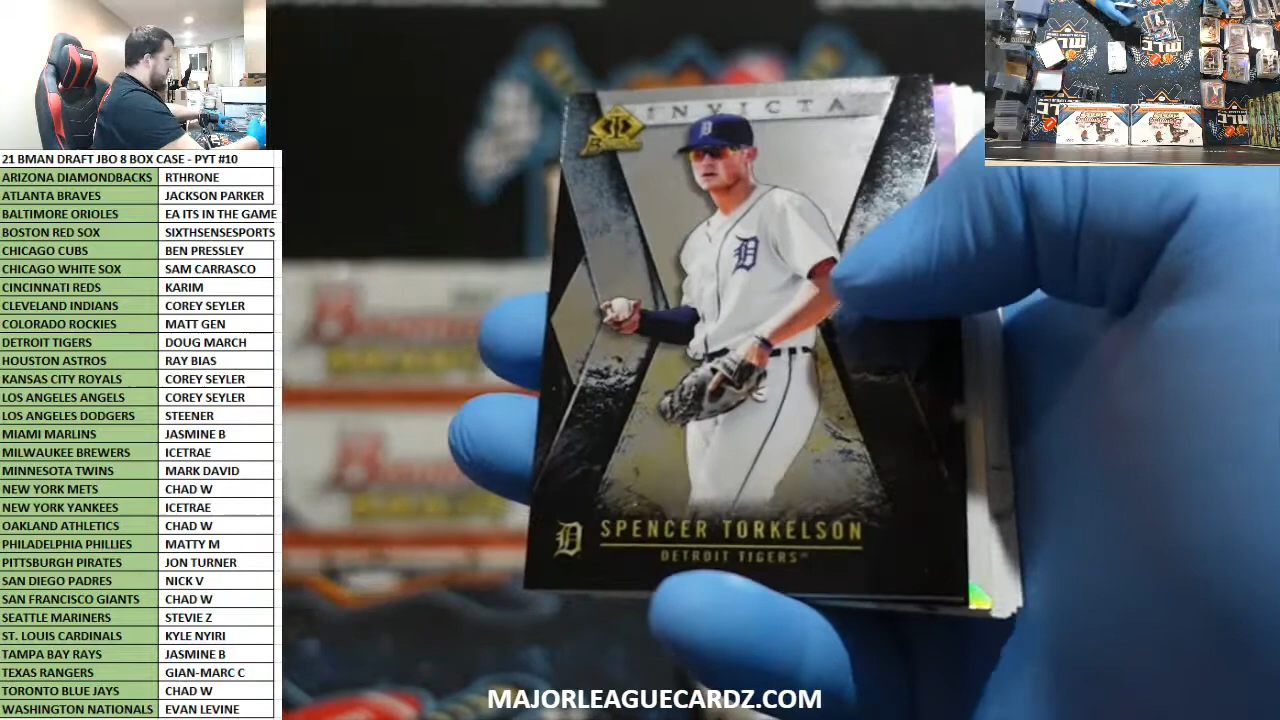 21 BMAN DRAFT JBO 8 BOX CASE - PYT #10
ARIZONA DIAMONDBACKS RTHRONE
ATLANTA BRAVES JACKSON PARKER
BALTIMORE ORIOLES EA ITS IN THE GAME
BOSTON RED SOX SIXTHSENSESPORTS
CHICAGO CUBS BEN PRESSLEY
CHICAGO WHITE SOX SAM CARRASCO
CINCINNATI REDS KARIM
CLEVELAND INDIANS COREY SEYLER
COLORADO ROCKIES MATT GEN
DETROIT TIGERS DOUG MARCH
HOUSTON ASTROS RAY BIAS
KANSAS CITY ROYALS COREY SEYLER
LOS ANGELES ANGELS COREY SEYLER
LOS ANGELES DODGERS STEENER
MIAMI MARLINS JASMINE B
MILWAUKEE BREWERS ICETRAE
MINNESOTA TWINS MARK DAVID
NEW YORK METS CHAD W
NEW YORK YANKEES ICETRAE
OAKLAND ATHLETICS CHAD W
PHILADELPHIA PHILLIES MATTY M
PITTSBURGH PIRATES JON TURNER
SAN DIEGO PADRES NICK V
SAN FRANCISCO GIANTS CHAD W
SEATTLE MARINERS STEVIE Z
ST. LOUIS CARDINALS KYLE NYIRI
TAMPA BAY RAYS JASMINE B
TEXAS RANGERS GIAN-MARC C
TORONTO BLUE JAYS CHAD W
WASHINGTON NATIONALS EVAN LEVINE
INVICTA
Bowman
D
D
D SPENCER TORKELSON
DETROIT TIGERS™
MAJORLEAGUECARDZ.COM
MLC
MLC